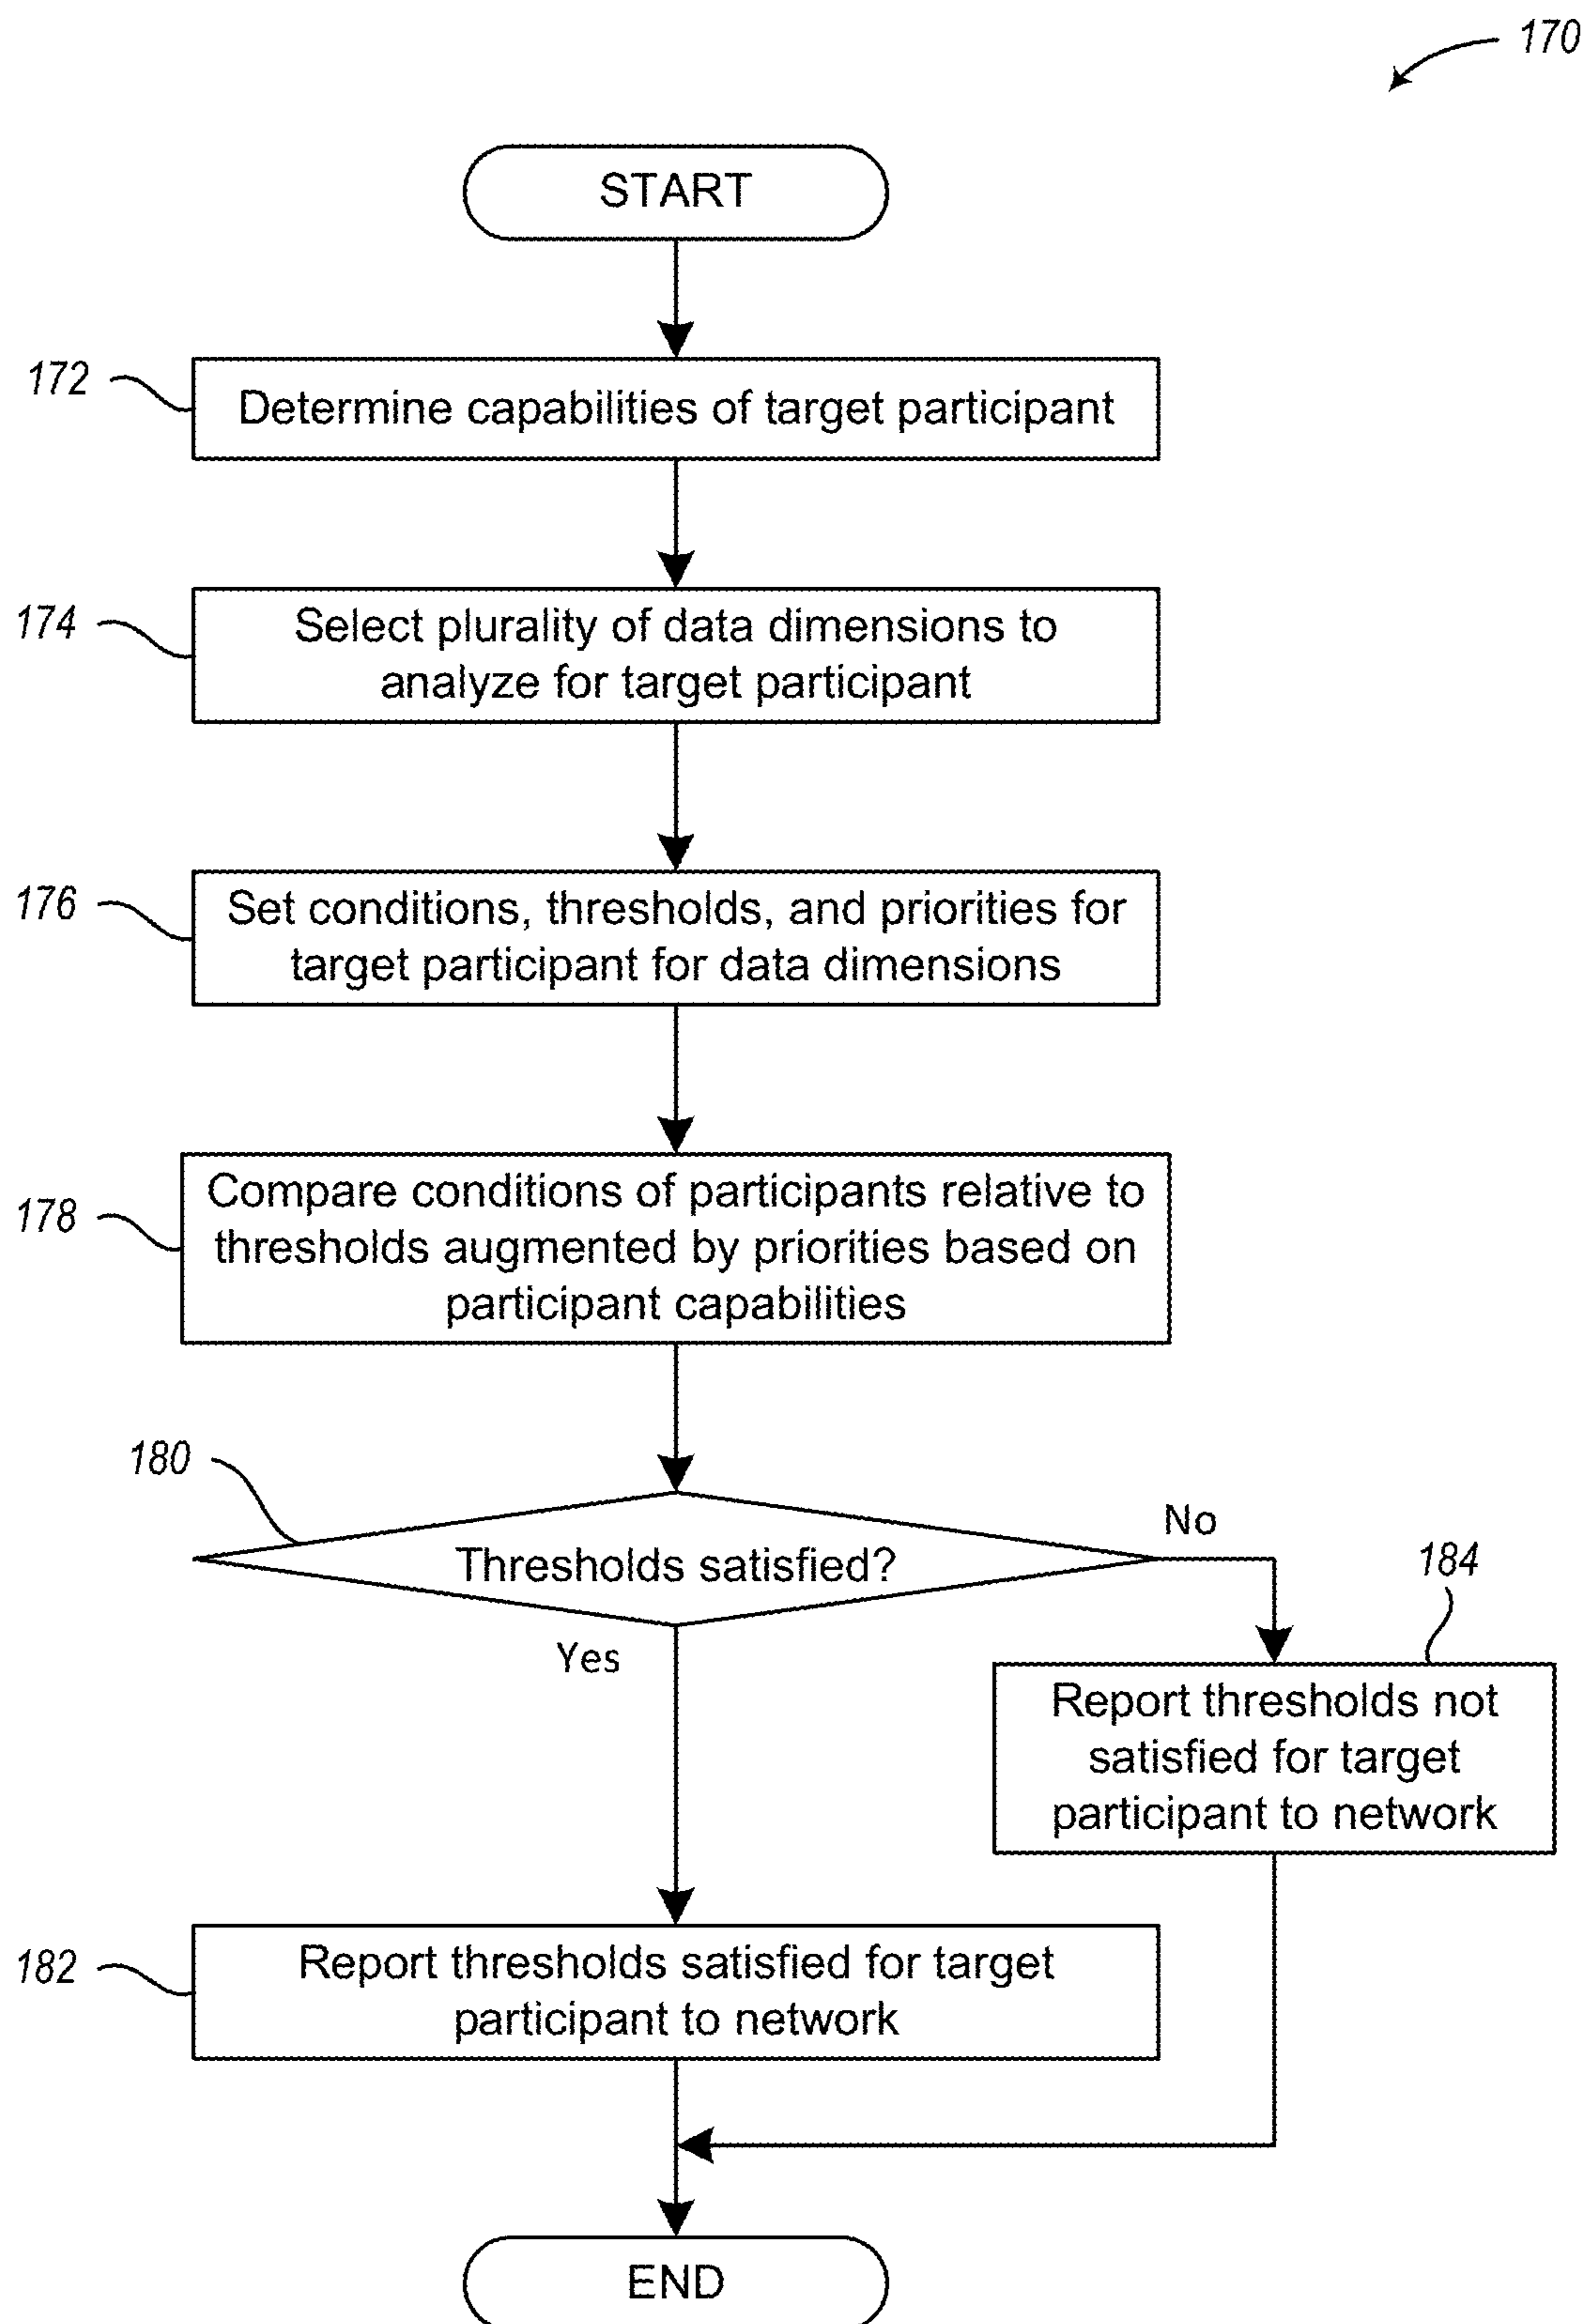 170
START
172
Determine capabilities of target participant
174
Select plurality of data dimensions to
analyze for target participant
176
Set conditions, thresholds, and priorities for
target participant for data dimensions
178
Compare conditions of participants relative to
thresholds augmented by priorities based on
participant capabilities
180
Thresholds satisfied?
No
Yes
184
Report thresholds not
satisfied for target
participant to network
182
Report thresholds satisfied for target
participant to network
END